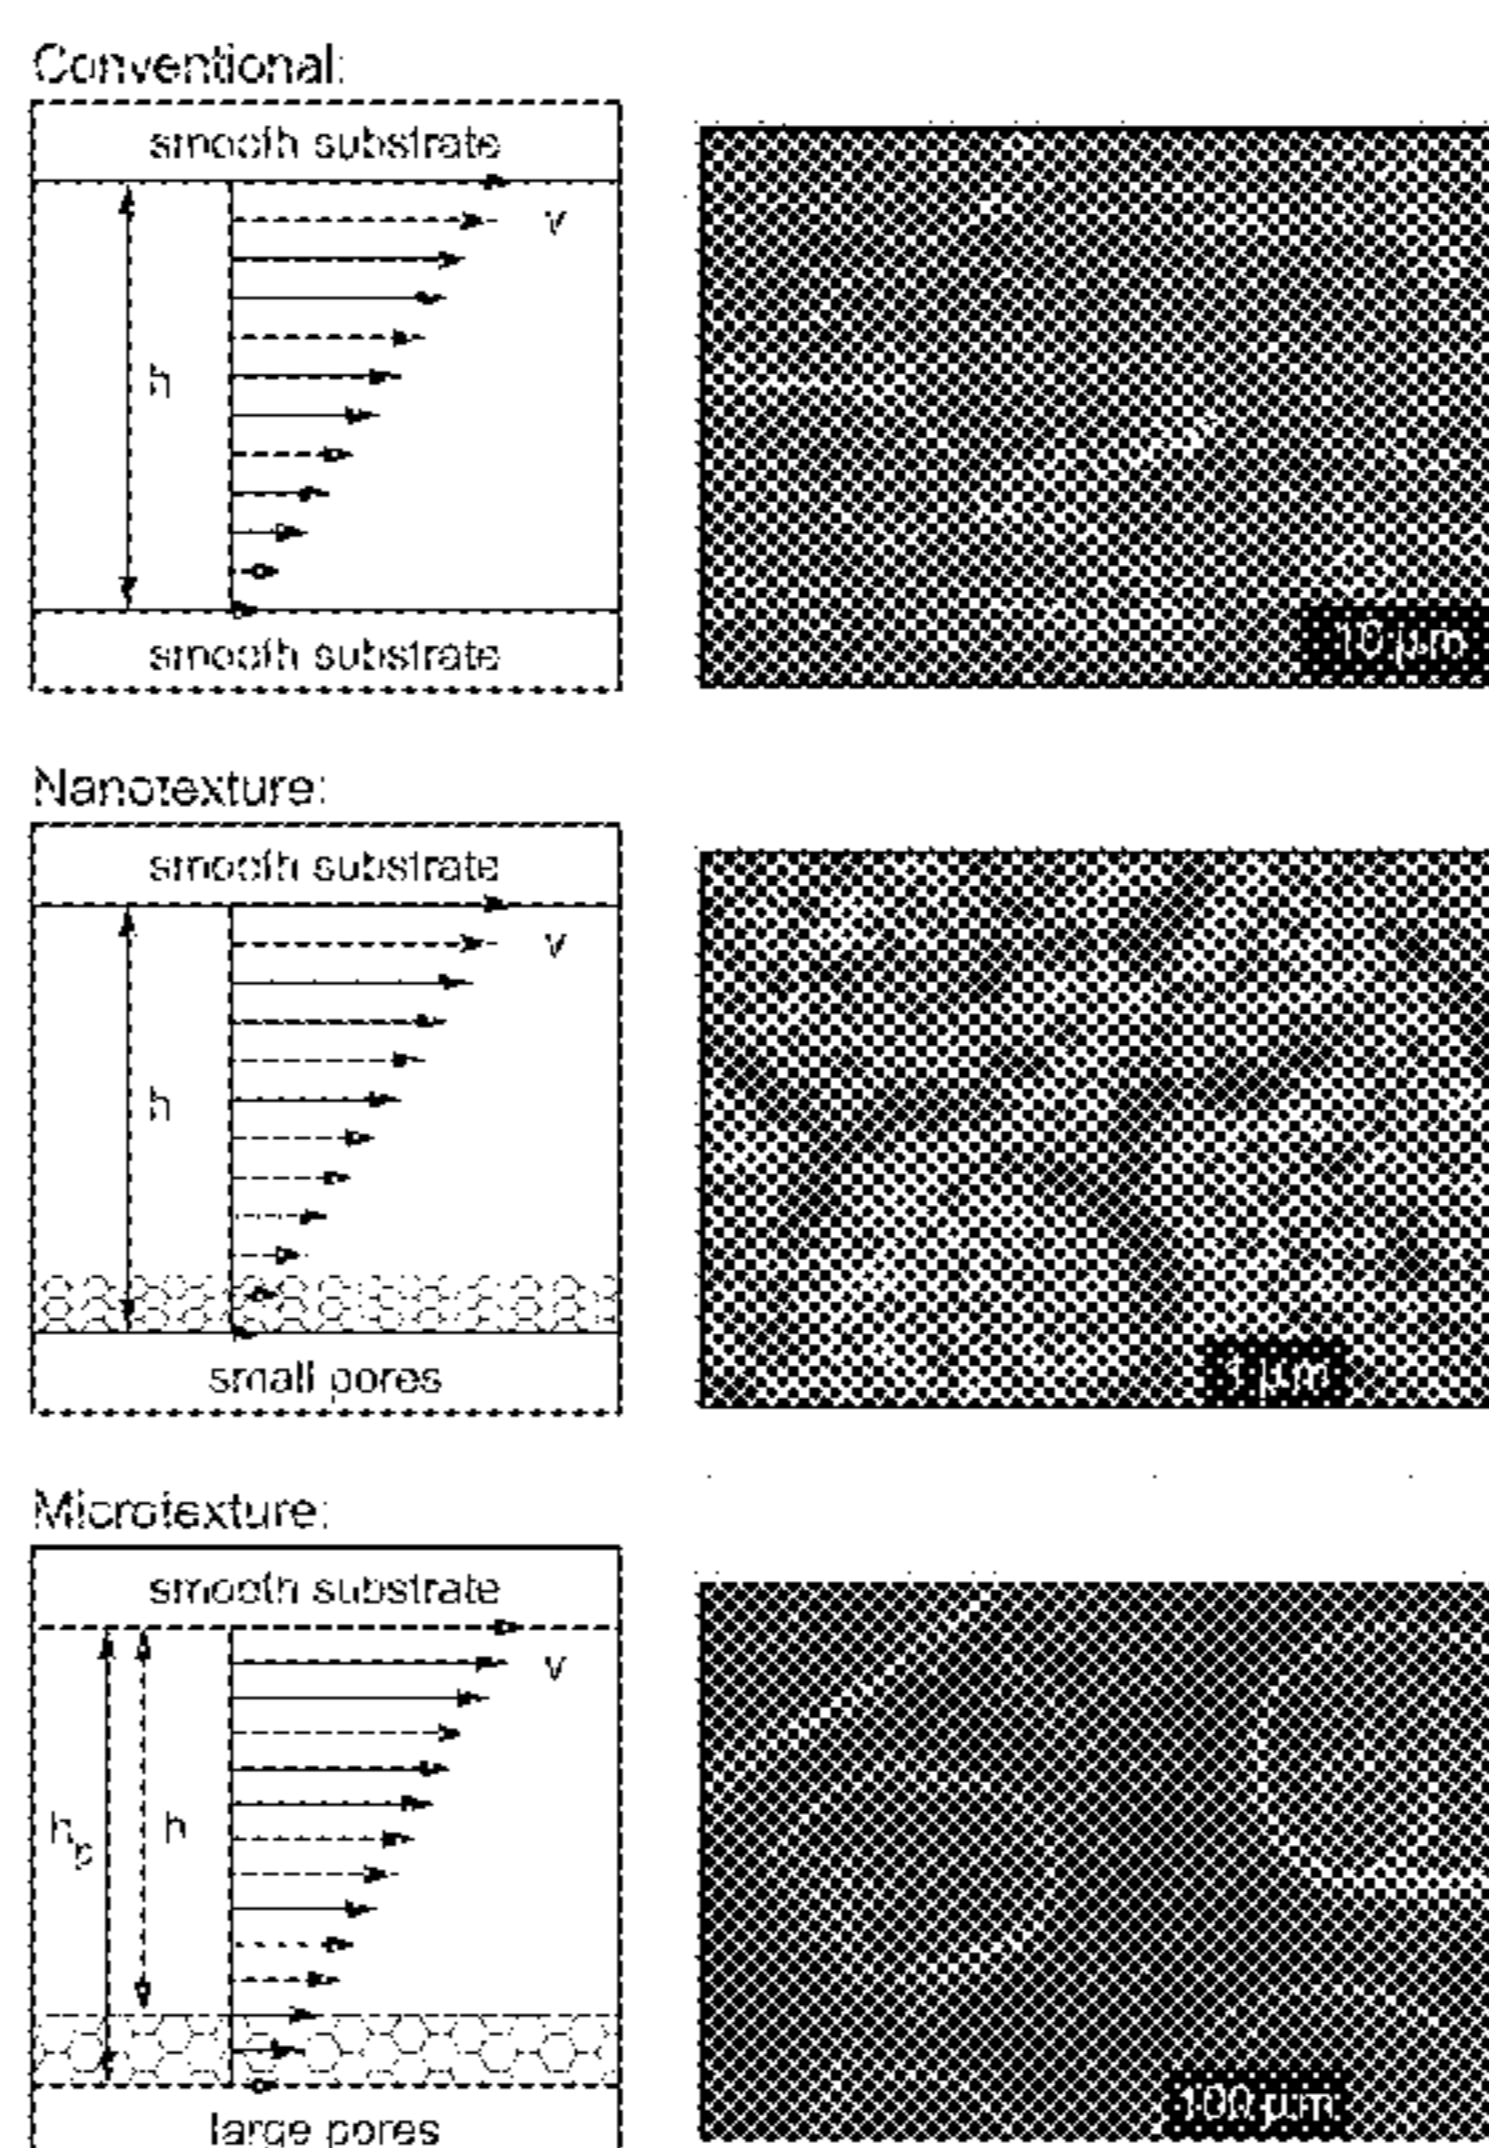 Conventional:
smooth substrate
v
h
10 μm
smooth substrate
Nanotexture:
smooth substrate
v
h
1 μm
small pores
Microtexture:
smooth substrate
v
hp h
100 μm
large pores